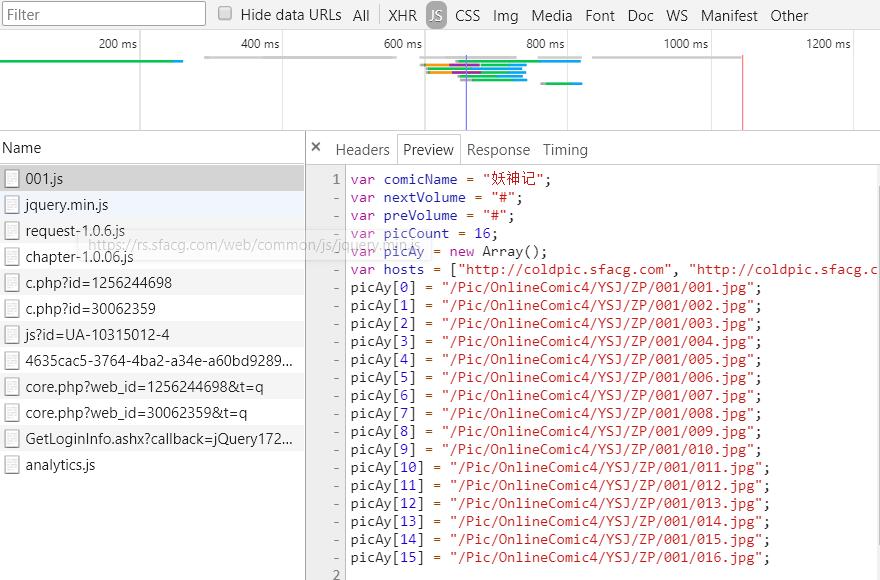 Filter
Hide data URLs All XHR JS CSS Img Media Font Doc WS Manifest Other
200 ms 400 ms 600 ms 800 ms 1000 ms 1200 ms
Name
× Headers Preview Response Timing
001.js
jquery.min.js
request-1.0.6.js
https://rs.sfacg.com/web/common/js/jquery.min.js
chapter-1.0.06.js
c.php?id=1256244698
c.php?id=30062359
js?id=UA-10315012-4
4635cac5-3764-4ba2-a34e-a60bd9289...
core.php?web_id=1256244698&t=q
core.php?web_id=30062359&t=q
GetLoginInfo.ashx?callback=jQuery172...
analytics.js
1 var comicName = "妖神记";
- var nextVolume = "#";
- var preVolume = "#";
- var picCount = 16;
- var picAy = new Array();
- var hosts = ["http://coldpic.sfacg.com", "http://coldpic.sfacg.c
- picAy[0] = "/Pic/OnlineComic4/YSJ/ZP/001/001.jpg";
- picAy[1] = "/Pic/OnlineComic4/YSJ/ZP/001/002.jpg";
- picAy[2] = "/Pic/OnlineComic4/YSJ/ZP/001/003.jpg";
- picAy[3] = "/Pic/OnlineComic4/YSJ/ZP/001/004.jpg";
- picAy[4] = "/Pic/OnlineComic4/YSJ/ZP/001/005.jpg";
- picAy[5] = "/Pic/OnlineComic4/YSJ/ZP/001/006.jpg";
- picAy[6] = "/Pic/OnlineComic4/YSJ/ZP/001/007.jpg";
- picAy[7] = "/Pic/OnlineComic4/YSJ/ZP/001/008.jpg";
- picAy[8] = "/Pic/OnlineComic4/YSJ/ZP/001/009.jpg";
- picAy[9] = "/Pic/OnlineComic4/YSJ/ZP/001/010.jpg";
- picAy[10] = "/Pic/OnlineComic4/YSJ/ZP/001/011.jpg";
- picAy[11] = "/Pic/OnlineComic4/YSJ/ZP/001/012.jpg";
- picAy[12] = "/Pic/OnlineComic4/YSJ/ZP/001/013.jpg";
- picAy[13] = "/Pic/OnlineComic4/YSJ/ZP/001/014.jpg";
- picAy[14] = "/Pic/OnlineComic4/YSJ/ZP/001/015.jpg";
- picAy[15] = "/Pic/OnlineComic4/YSJ/ZP/001/016.jpg";
2